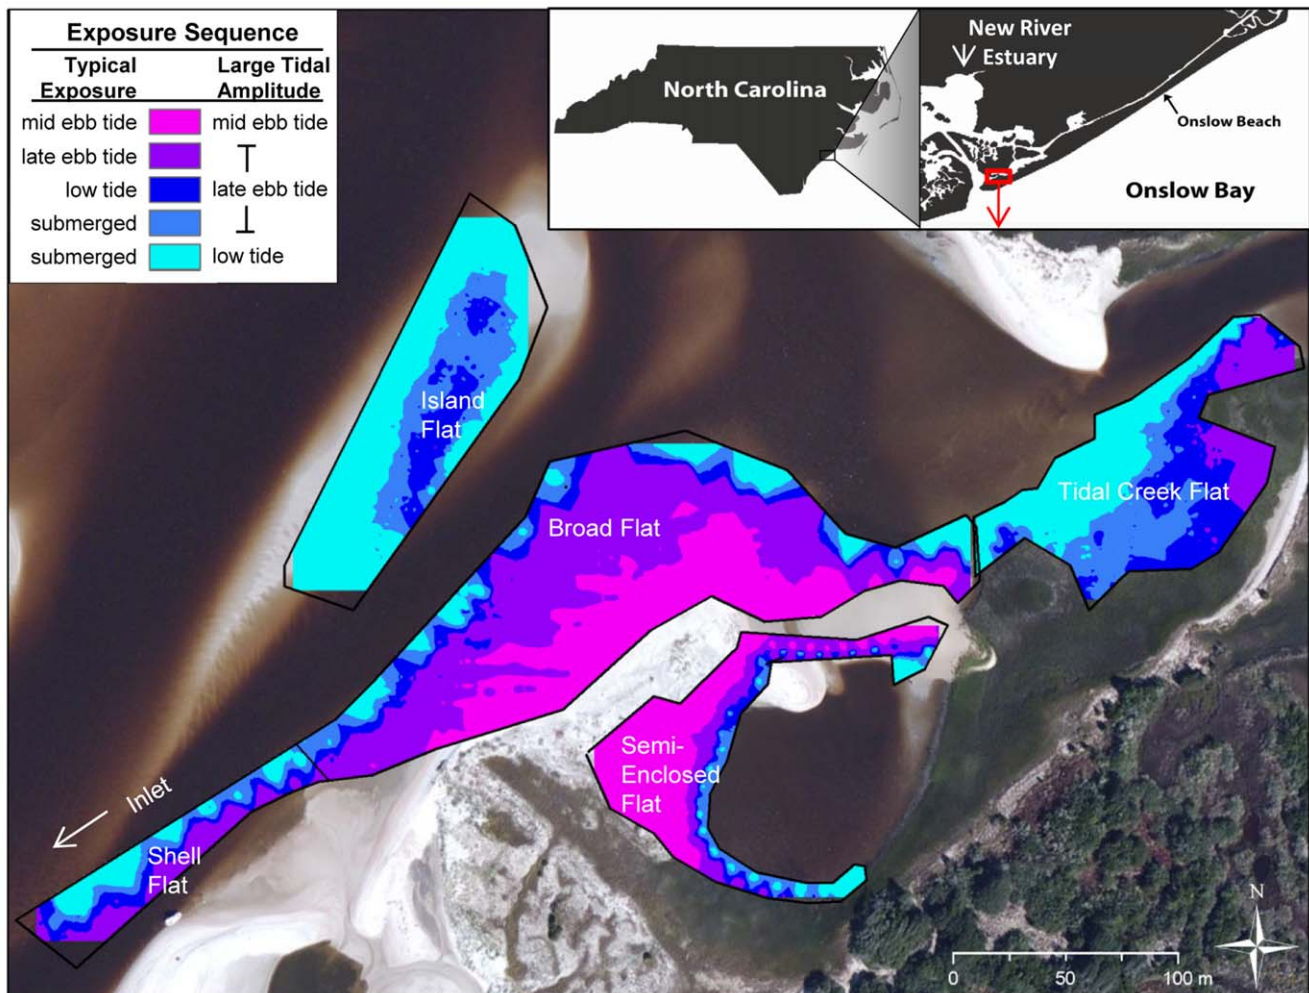 Exposure Sequence
Typical Exposure
Large Tidal Amplitude
mid ebb tide mid ebb tide
late ebb tide
low tide late ebb tide
submerged
submerged low tide
North Carolina
New River
Estuary
Onslow Beach
Onslow Bay
Island
Flat
Broad Flat
Tidal Creek Flat
Semi-
Enclosed
Flat
Inlet
Shell
Flat
N
0 50 100 m